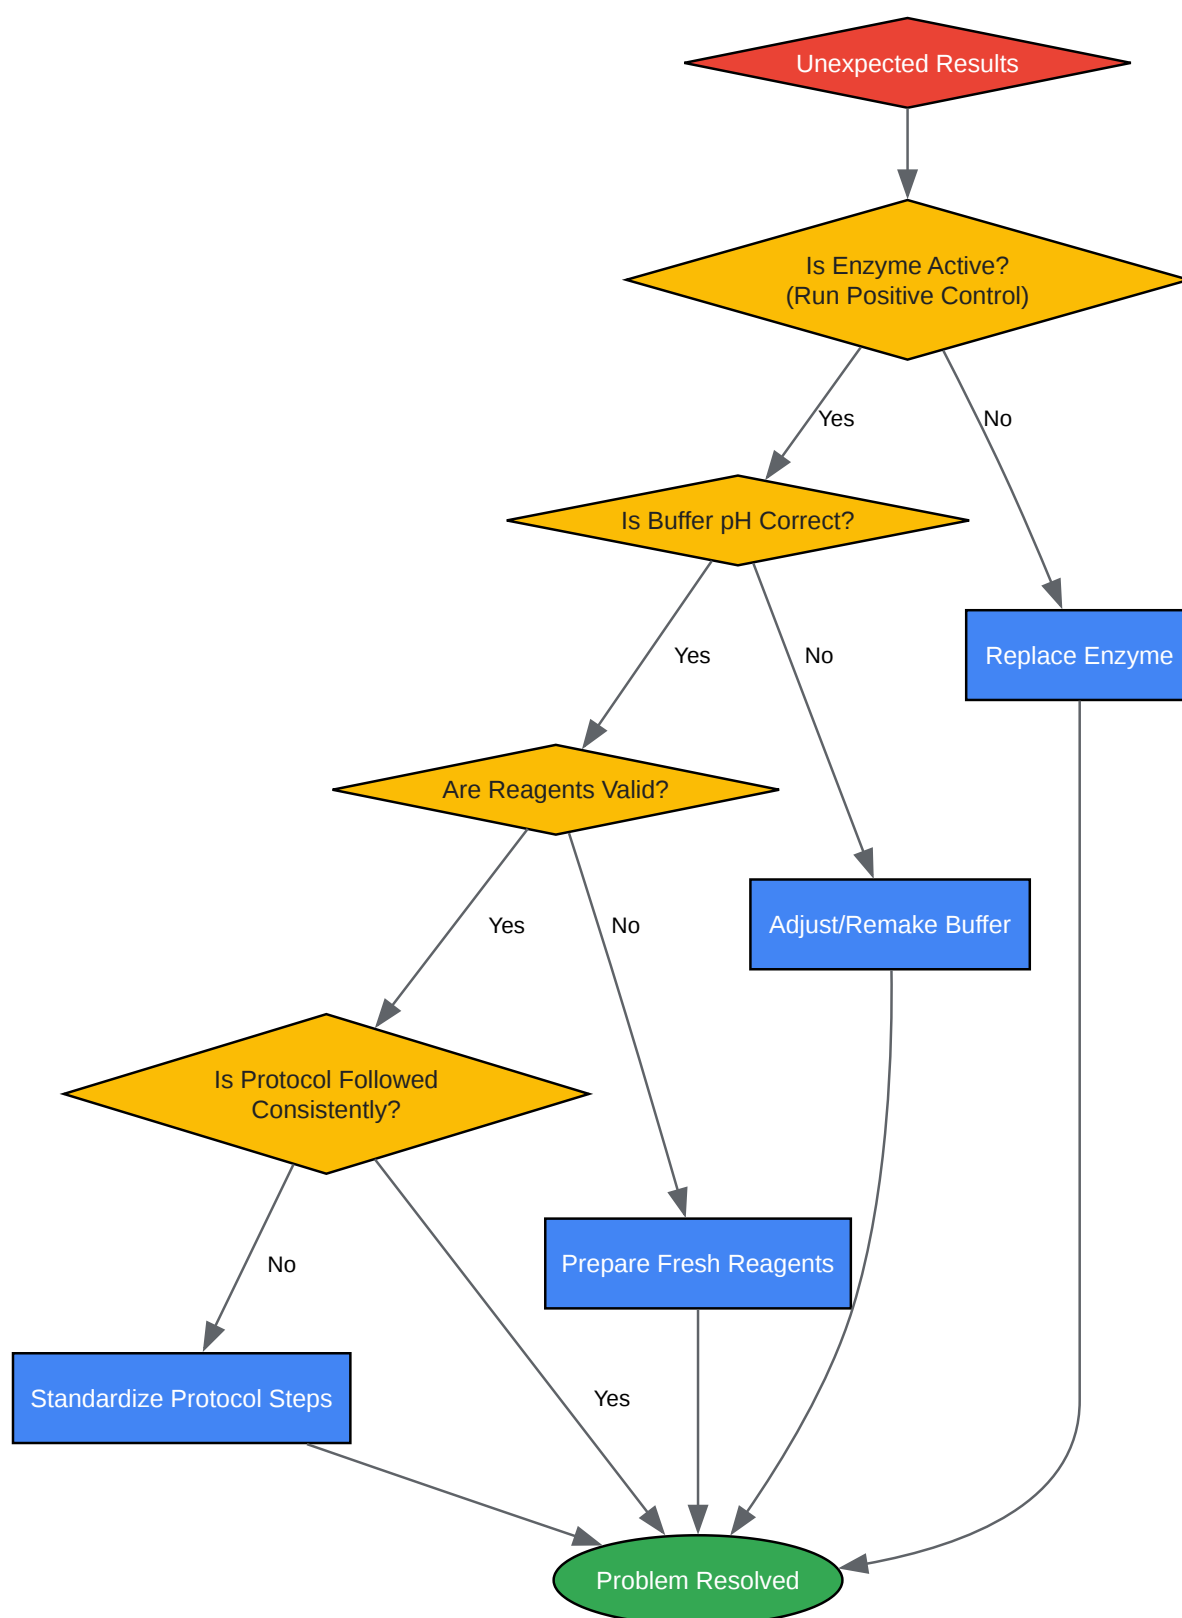 Unexpected Results
Is Enzyme Active?
(Run Positive Control)
Yes
No
Is Buffer pH Correct?
Yes
No
Replace Enzyme
Are Reagents Valid?
Yes
No
Adjust/Remake Buffer
Is Protocol Followed
Consistently?
No
Prepare Fresh Reagents
Standardize Protocol Steps
Yes
Problem Resolved